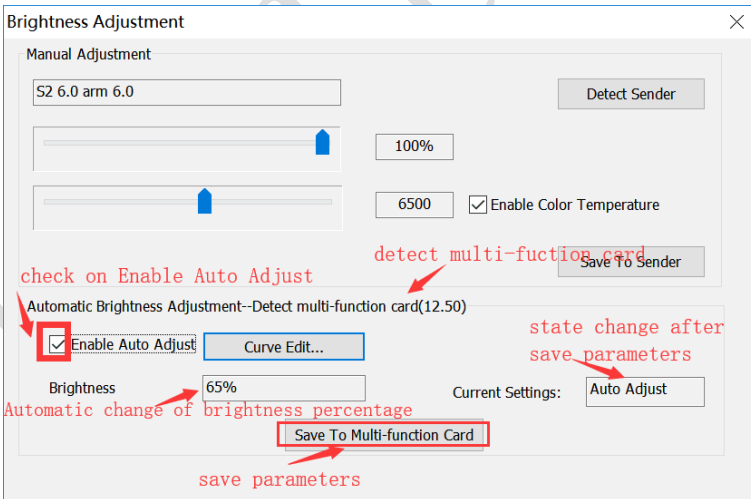 Brightness Adjustment
Manual Adjustment
S2 6.0 arm 6.0
Detect Sender
100%
6500
Enable Color Temperature
detect multi-fuction card
Save To Sender
check on Enable Auto Adjust
Automatic Brightness Adjustment--Detect multi-function card(12.50)
state change after
save parameters
Enable Auto Adjust
Curve Edit...
Brightness
65%
Current Settings:
Auto Adjust
Automatic change of brightness percentage
Save To Multi-function Card
save parameters